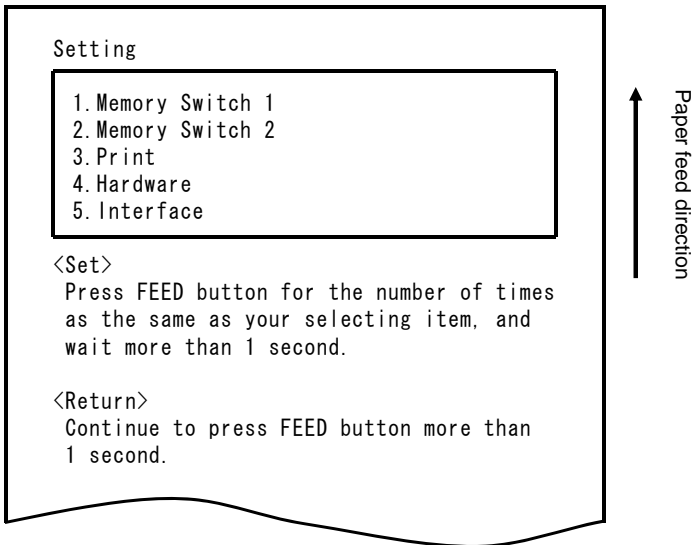 Setting
1.Memory Switch 1
2.Memory Switch 2
3.Print
4.Hardware
5.Interface
<Set>
Press FEED button for the number of times
as the same as your selecting item, and
wait more than 1 second.
<Return>
Continue to press FEED button more than
1 second.
Paper feed direction